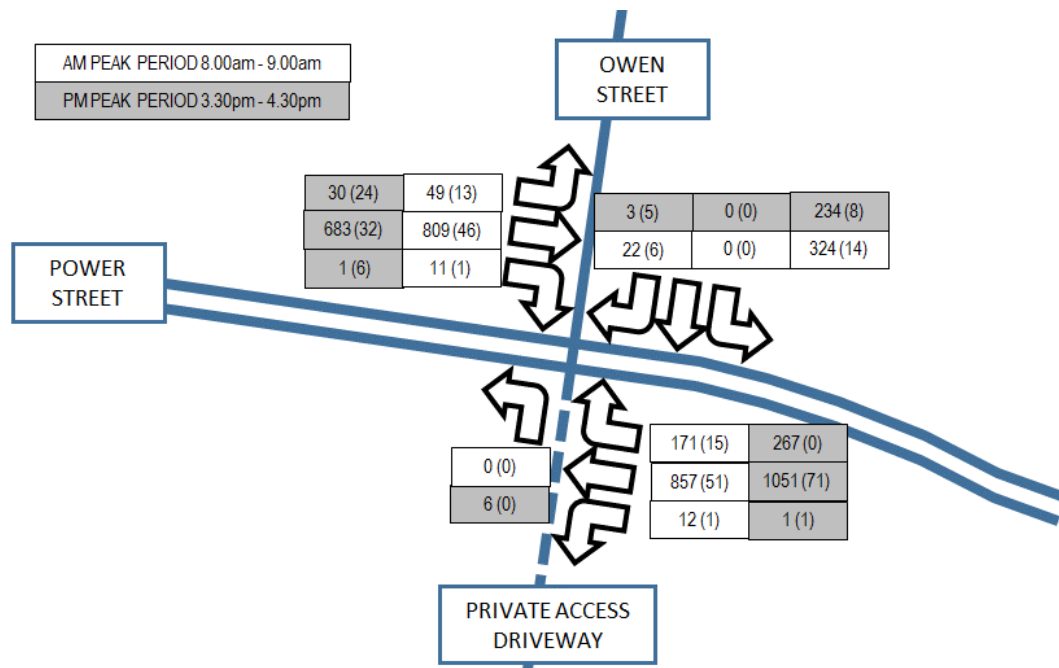 AM PEAK PERIOD 8.00am - 9.00am
PM PEAK PERIOD 3.30pm - 4.30pm
OWEN
STREET
30 (24) 49 (13)
683 (32) 809 (46)
1 (6) 11 (1)
3 (5) 0 (0) 234 (8)
22 (6) 0 (0) 324 (14)
POWER
STREET
171 (15) 267 (0)
857 (51) 1051 (71)
12 (1) 1 (1)
0 (0)
6 (0)
PRIVATE ACCESS
DRIVEWAY